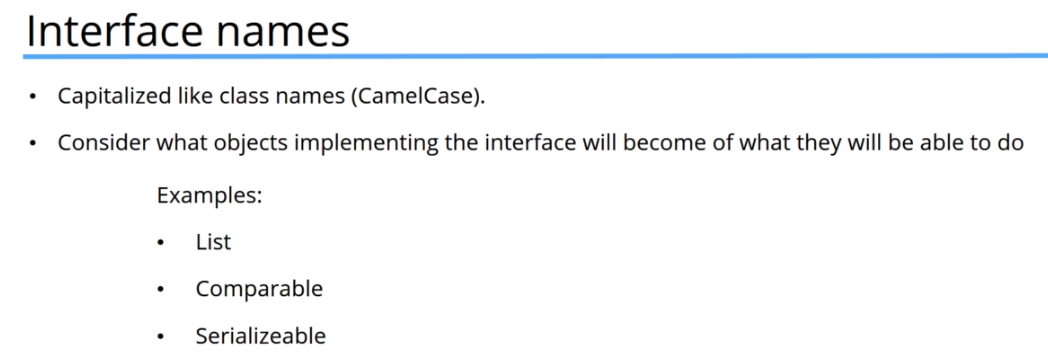 Interface names
• Capitalized like class names (CamelCase).
• Consider what objects implementing the interface will become of what they will be able to do
Examples:
• List
• Comparable
• Serializeable